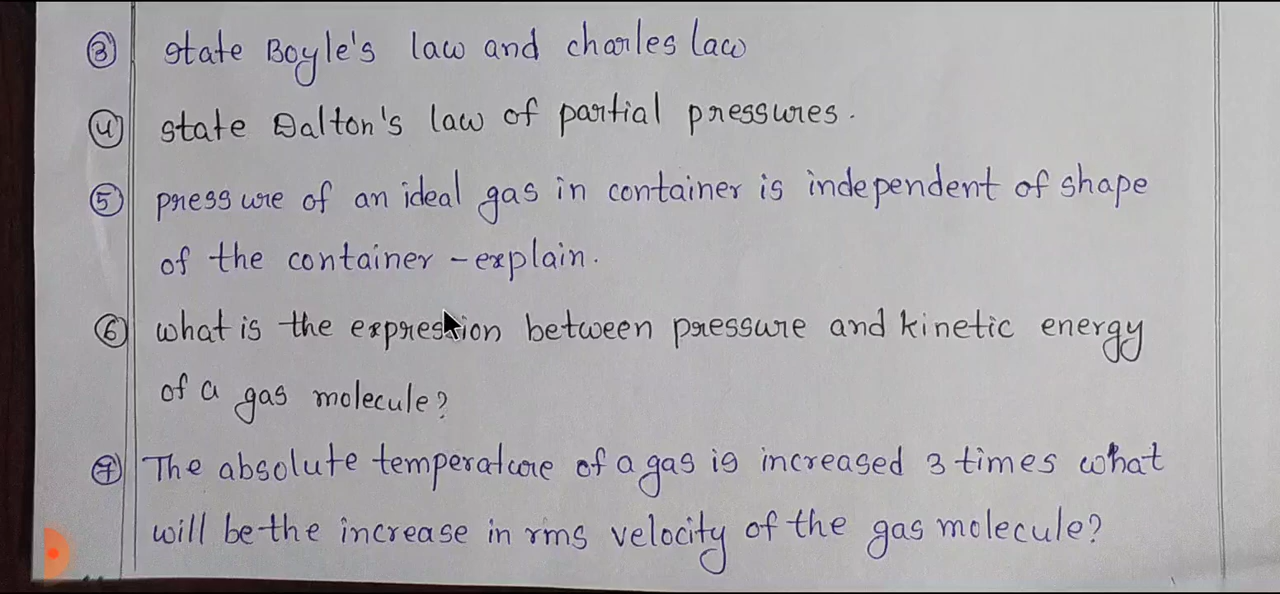 ③ state Boyle's law and charles law
④ state Dalton's law of partial pressures.
⑤ pressure of an ideal gas in container is independent of shape
of the container - explain.
⑥ what is the expression between pressure and kinetic energy
of a gas molecule?
⑦ The absolute temperature of a gas is increased 3 times what
will be the increase in rms velocity of the gas molecule?